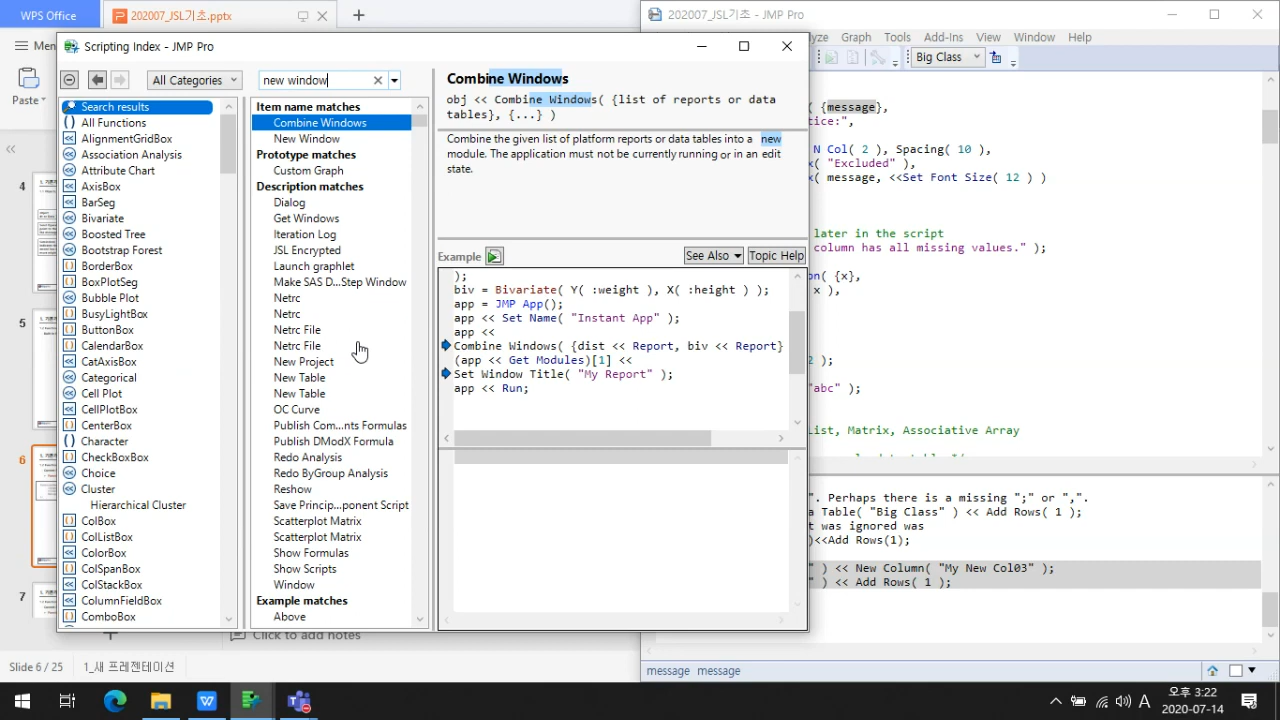 WPS Office
202007_JSL기초.pptx
202007_JSL기초 - JMP Pro
Graph
Tools
Add-Ins
View
Window
Help
Big Class
Paste
4
5
6
7
Scripting Index - JMP Pro
All Categories
new window
Search results
All Functions
AlignmentGridBox
Association Analysis
Attribute Chart
AxisBox
BarSeg
Bivariate
Boosted Tree
Bootstrap Forest
BorderBox
BoxPlotSeg
Bubble Plot
BusyLightBox
ButtonBox
CalendarBox
CatAxisBox
Categorical
Cell Plot
CellPlotBox
CenterBox
Character
CheckBoxBox
Choice
Cluster
Hierarchical Cluster
ColBox
ColListBox
ColorBox
ColSpanBox
ColStackBox
ColumnFieldBox
ComboBox
Item name matches
Combine Windows
New Window
Prototype matches
Custom Graph
Description matches
Dialog
Get Windows
Iteration Log
JSL Encrypted
Launch graphlet
Make SAS D...Step Window
Netrc
Netrc
Netrc File
Netrc File
New Project
New Table
New Table
OC Curve
Publish Com...nts Formulas
Publish DModX Formula
Redo Analysis
Redo ByGroup Analysis
Reshow
Save Princip...ponent Script
Scatterplot Matrix
Scatterplot Matrix
Show Formulas
Show Scripts
Window
Example matches
Above
Combine Windows
obj << Combine Windows( {list of reports or data
tables}, {...} )
Combine the given list of platform reports or data tables into a new
module. The application must not be currently running or in an edit
state.
Example
See Also
Topic Help
);
biv = Bivariate( Y( :weight ), X( :height ) );
app = JMP App();
app << Set Name( "Instant App" );
app <<
Combine Windows( {dist << Report, biv << Report}
(app << Get Modules)[1] <<
Set Window Title( "My Report" );
app << Run;
( {message},
tice:",
N Col( 2 ), Spacing( 10 ),
x( "Excluded" ),
x( message, <<Set Font Size( 12 ) )
later in the script
column has all missing values." );
on( {x},
x ),
2 );
"abc" );
List, Matrix, Associative Array
". Perhaps there is a missing ";" or ",".
a Table( "Big Class" ) << Add Rows( 1 );
t was ignored was
)<<Add Rows(1);
" ) << New Column( "My New Col03" );
" ) << Add Rows( 1 );
message message
Click to add notes
Slide 6 / 25
1_새 프레젠테이션
A
오후 3:22
2020-07-14